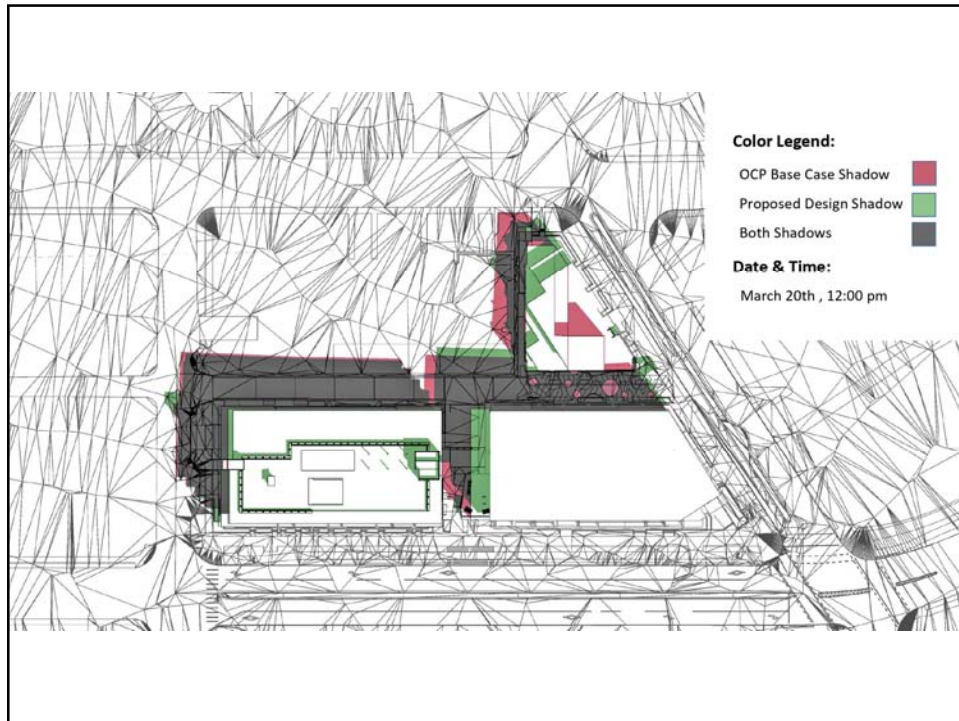 Color Legend:
OCP Base Case Shadow
Proposed Design Shadow
Both Shadows
Date & Time:
March 20th , 12:00 pm